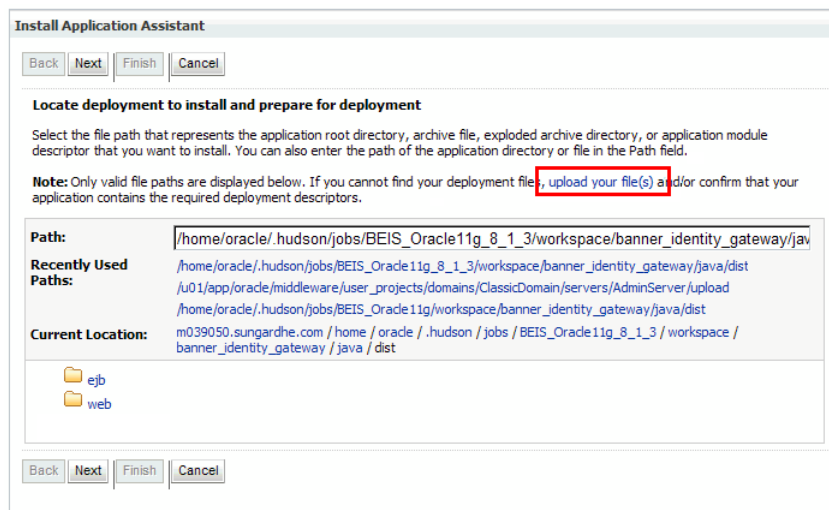 Install Application Assistant
Back Next Finish Cancel
Locate deployment to install and prepare for deployment
Select the file path that represents the application root directory, archive file, exploded archive directory, or application module
descriptor that you want to install. You can also enter the path of the application directory or file in the Path field.
Note: Only valid file paths are displayed below. If you cannot find your deployment files, upload your file(s) and/or confirm that your
application contains the required deployment descriptors.
Path: /home/oracle/.hudson/jobs/BEIS_Oracle11g_8_1_3/workspace/banner_identity_gateway/jav
Recently Used
Paths:
/home/oracle/.hudson/jobs/BEIS_Oracle11g_8_1_3/workspace/banner_identity_gateway/java/dist
/u01/app/oracle/middleware/user_projects/domains/ClassicDomain/servers/AdminServer/upload
/home/oracle/.hudson/jobs/BEIS_Oracle11g/workspace/banner_identity_gateway/java/dist
Current Location: m039050.sungardhe.com / home / oracle / .hudson / jobs / BEIS_Oracle11g_8_1_3 / workspace /
banner_identity_gateway / java / dist
ejb
web
Back Next Finish Cancel